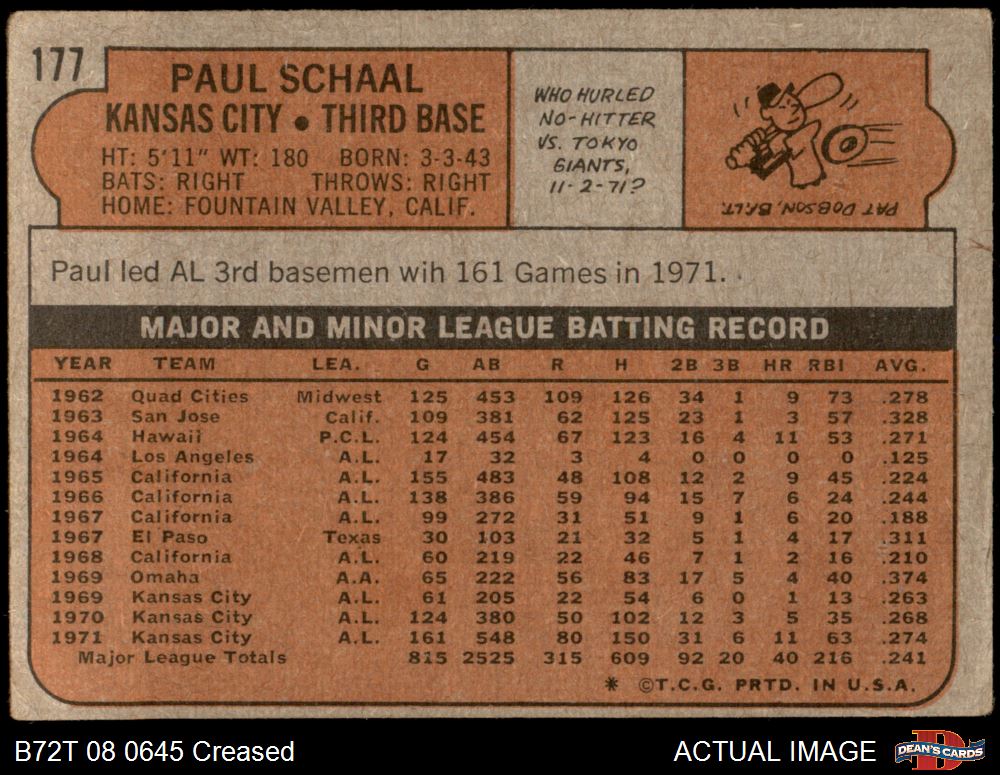 177
PAUL SCHAAL
KANSAS CITY • THIRD BASE
HT: 5'11" WT: 180 BORN: 3-3-43
BATS: RIGHT THROWS: RIGHT
HOME: FOUNTAIN VALLEY, CALIF.
WHO HURLED
NO-HITTER
VS. TOKYO
GIANTS,
11-2-71?
PAT DOBSON, BALT.
Paul led AL 3rd basemen wih 161 Games in 1971.
MAJOR AND MINOR LEAGUE BATTING RECORD
YEAR TEAM LEA. G AB R H 2B 3B HR RBI AVG.
1962 Quad Cities Midwest 125 453 109 126 34 1 9 73 .278
1963 San Jose Calif. 109 381 62 125 23 1 3 57 .328
1964 Hawaii P.C.L. 124 454 67 123 16 4 11 53 .271
1964 Los Angeles A.L. 17 32 3 4 0 0 0 0 .125
1965 California A.L. 155 483 48 108 12 2 9 45 .224
1966 California A.L. 138 386 59 94 15 7 6 24 .244
1967 California A.L. 99 272 31 51 9 1 6 20 .188
1967 El Paso Texas 30 103 21 32 5 1 4 17 .311
1968 California A.L. 60 219 22 46 7 1 2 16 .210
1969 Omaha A.A. 65 222 56 83 17 5 4 40 .374
1969 Kansas City A.L. 61 205 22 54 6 0 1 13 .263
1970 Kansas City A.L. 124 380 50 102 12 3 5 35 .268
1971 Kansas City A.L. 161 548 80 150 31 6 11 63 .274
Major League Totals 815 2525 315 609 92 20 40 216 .241
* ©T.C.G. PRTD. IN U.S.A.
B72T 08 0645 Creased
ACTUAL IMAGE
DEAN'S CARDS